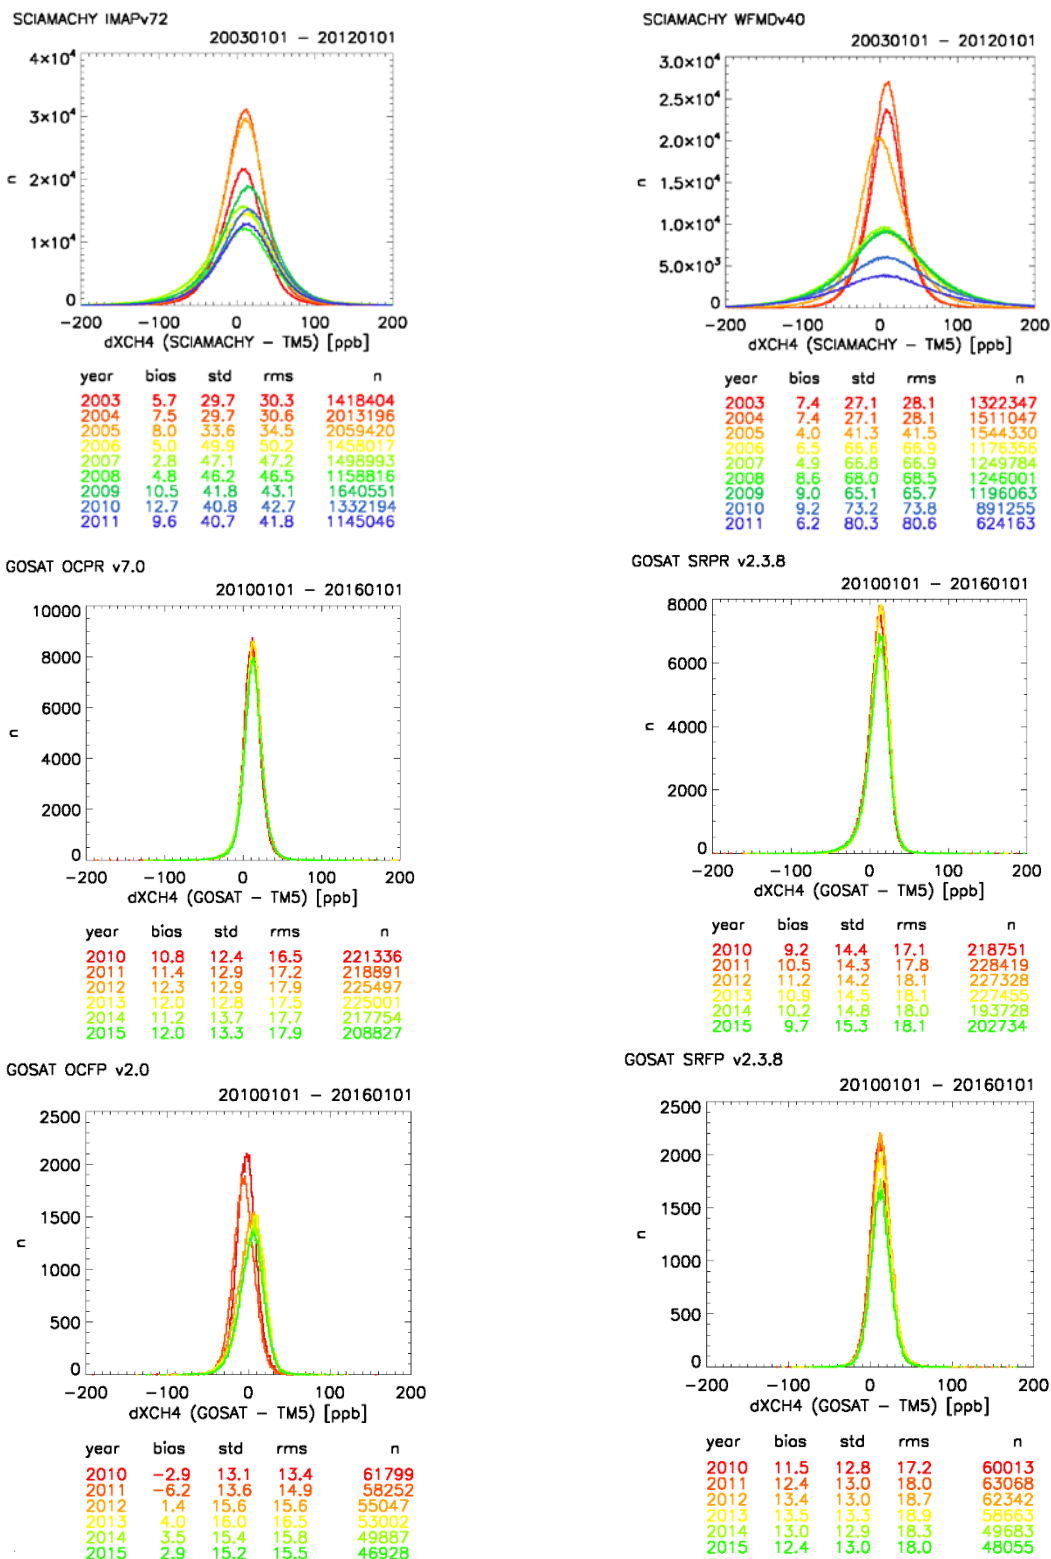 SCIAMACHY IMAPv72
20030101 − 20120101
4×10⁴
3×10⁴
2×10⁴
1×10⁴
0
n
−200 −100 0 100 200
dXCH4 (SCIAMACHY − TM5) [ppb]
year bias std rms n
2003 5.7 29.7 30.3 1418404
2004 7.5 29.7 30.6 2013196
2005 8.0 33.6 34.5 2059420
2006 5.0 49.9 50.2 1458017
2007 2.8 47.1 47.2 1498993
2008 4.8 46.2 46.5 1158816
2009 10.5 41.8 43.1 1640551
2010 12.7 40.8 42.7 1332194
2011 9.6 40.7 41.8 1145046
SCIAMACHY WFMDv40
20030101 − 20120101
3.0×10⁴
2.5×10⁴
2.0×10⁴
1.5×10⁴
1.0×10⁴
5.0×10³
0
n
−200 −100 0 100 200
dXCH4 (SCIAMACHY − TM5) [ppb]
year bias std rms n
2003 7.4 27.1 28.1 1322347
2004 7.4 27.1 28.1 1511047
2005 4.0 41.3 41.5 1544330
2006 6.5 66.6 66.9 1176356
2007 4.9 66.8 66.9 1249784
2008 8.6 68.0 68.5 1246001
2009 9.0 65.1 65.7 1196063
2010 9.2 73.2 73.8 891255
2011 6.2 80.3 80.6 624163
GOSAT OCPR v7.0
20100101 − 20160101
10000
8000
6000
4000
2000
0
n
−200 −100 0 100 200
dXCH4 (GOSAT − TM5) [ppb]
year bias std rms n
2010 10.8 12.4 16.5 221336
2011 11.4 12.9 17.2 218891
2012 12.3 12.9 17.9 225497
2013 12.0 12.8 17.5 225001
2014 11.2 13.7 17.7 217754
2015 12.0 13.3 17.9 208827
GOSAT SRPR v2.3.8
20100101 − 20160101
8000
6000
4000
2000
0
n
−200 −100 0 100 200
dXCH4 (GOSAT − TM5) [ppb]
year bias std rms n
2010 9.2 14.4 17.1 218751
2011 10.5 14.3 17.8 228419
2012 11.2 14.2 18.1 227328
2013 10.9 14.5 18.1 227455
2014 10.2 14.8 18.0 193728
2015 9.7 15.3 18.1 202734
GOSAT OCFP v2.0
20100101 − 20160101
2500
2000
1500
1000
500
0
n
−200 −100 0 100 200
dXCH4 (GOSAT − TM5) [ppb]
year bias std rms n
2010 −2.9 13.1 13.4 61799
2011 −6.2 13.6 14.9 58252
2012 1.4 15.6 15.6 55047
2013 4.0 16.0 16.5 53002
2014 3.5 15.4 15.8 49887
2015 2.9 15.2 15.5 46928
GOSAT SRFP v2.3.8
20100101 − 20160101
2500
2000
1500
1000
500
0
n
−200 −100 0 100 200
dXCH4 (GOSAT − TM5) [ppb]
year bias std rms n
2010 11.5 12.8 17.2 60013
2011 12.4 13.0 18.0 63068
2012 13.4 13.0 18.7 62342
2013 13.5 13.3 18.9 58663
2014 13.0 12.9 18.3 49683
2015 12.4 13.0 18.0 48055